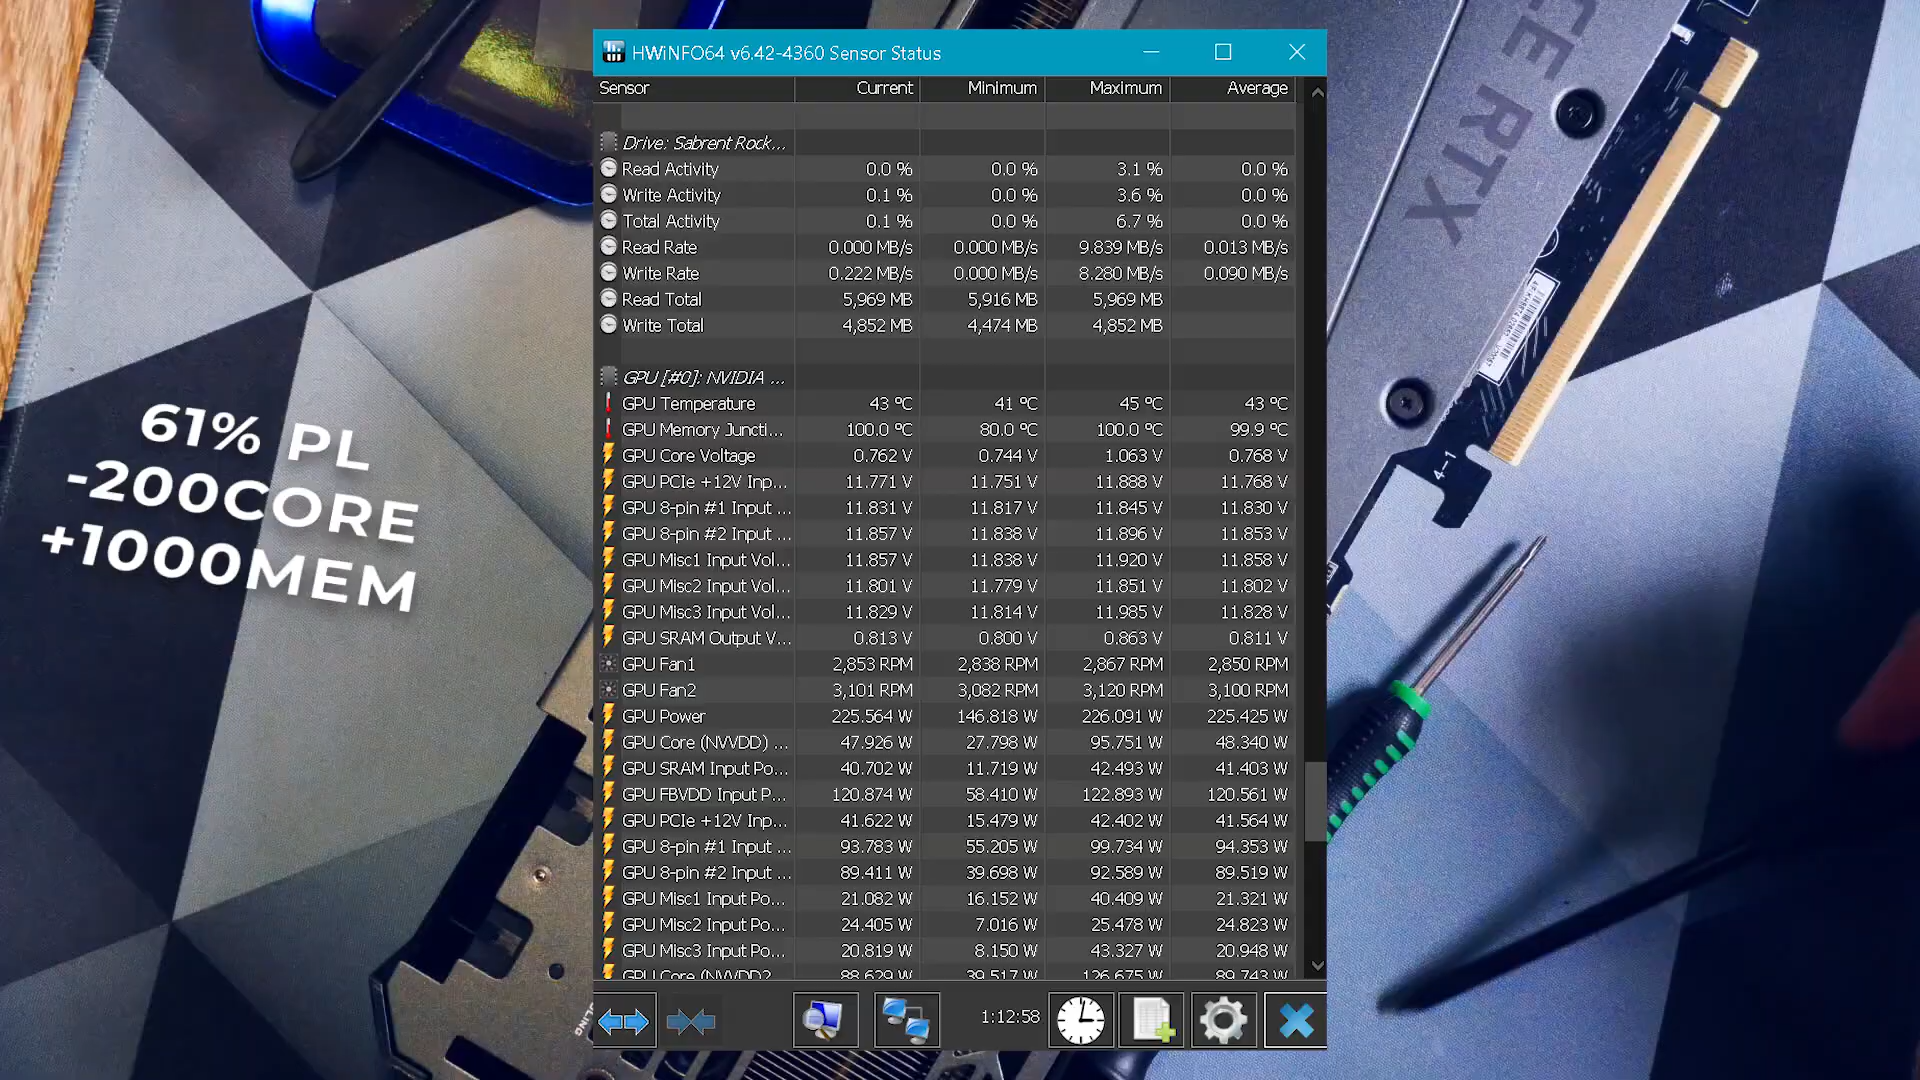 HWiNFO64 v6.42-4360 Sensor Status
Sensor Current Minimum Maximum Average
Drive: Sabrent Rock...
Read Activity 0.0 % 0.0 % 3.1 % 0.0 %
Write Activity 0.1 % 0.0 % 3.6 % 0.0 %
Total Activity 0.1 % 0.0 % 6.7 % 0.0 %
Read Rate 0.000 MB/s 0.000 MB/s 9.839 MB/s 0.013 MB/s
Write Rate 0.222 MB/s 0.000 MB/s 8.280 MB/s 0.090 MB/s
Read Total 5,969 MB 5,916 MB 5,969 MB
Write Total 4,852 MB 4,474 MB 4,852 MB
GPU [#0]: NVIDIA ...
GPU Temperature 43 °C 41 °C 45 °C 43 °C
GPU Memory Juncti... 100.0 °C 80.0 °C 100.0 °C 99.9 °C
GPU Core Voltage 0.762 V 0.744 V 1.063 V 0.768 V
GPU PCIe +12V Inp... 11.771 V 11.751 V 11.888 V 11.768 V
GPU 8-pin #1 Input ... 11.831 V 11.817 V 11.845 V 11.830 V
GPU 8-pin #2 Input ... 11.857 V 11.838 V 11.896 V 11.853 V
GPU Misc1 Input Vol... 11.857 V 11.838 V 11.920 V 11.858 V
GPU Misc2 Input Vol... 11.801 V 11.779 V 11.851 V 11.802 V
GPU Misc3 Input Vol... 11.829 V 11.814 V 11.985 V 11.828 V
GPU SRAM Output V... 0.813 V 0.800 V 0.863 V 0.811 V
GPU Fan1 2,853 RPM 2,838 RPM 2,867 RPM 2,850 RPM
GPU Fan2 3,101 RPM 3,082 RPM 3,120 RPM 3,100 RPM
GPU Power 225.564 W 146.818 W 226.091 W 225.425 W
GPU Core (NVVDD) ... 47.926 W 27.798 W 95.751 W 48.340 W
GPU SRAM Input Po... 40.702 W 11.719 W 42.493 W 41.403 W
GPU FBVDD Input P... 120.874 W 58.410 W 122.893 W 120.561 W
GPU PCIe +12V Inp... 41.622 W 15.479 W 42.402 W 41.564 W
GPU 8-pin #1 Input ... 93.783 W 55.205 W 99.734 W 94.353 W
GPU 8-pin #2 Input ... 89.411 W 39.698 W 92.589 W 89.519 W
GPU Misc1 Input Po... 21.082 W 16.152 W 40.409 W 21.321 W
GPU Misc2 Input Po... 24.405 W 7.016 W 25.478 W 24.823 W
GPU Misc3 Input Po... 20.819 W 8.150 W 43.327 W 20.948 W
GPU Core (NVVDD2 88.629 W 39.517 W 126.675 W 89.743 W
1:12:58
61% PL
-200CORE
+1000MEM
CE RTX
4-1